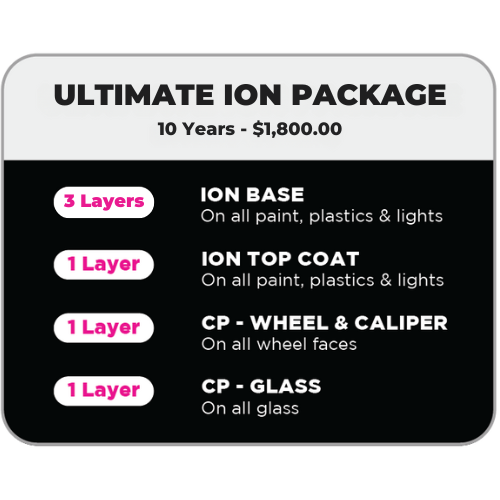 ULTIMATE ION PACKAGE
10 Years - $1,800.00
3 Layers
ION BASE
On all paint, plastics & lights
1 Layer
ION TOP COAT
On all paint, plastics & lights
1 Layer
CP - WHEEL & CALIPER
On all wheel faces
1 Layer
CP - GLASS
On all glass